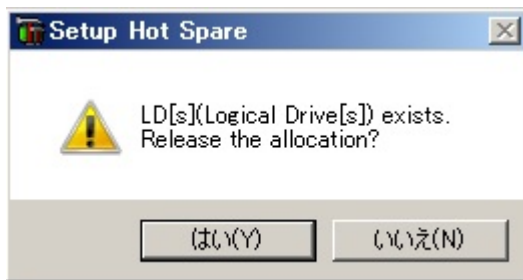 Setup Hot Spare
LD[s](Logical Drive[s]) exists.
Release the allocation?
はい(Y)
いいえ(N)